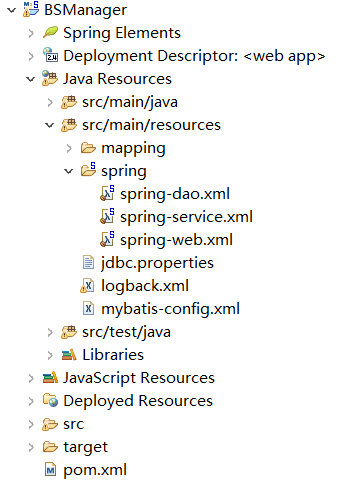 BSManager
Spring Elements
Deployment Descriptor: <web app>
Java Resources
src/main/java
src/main/resources
mapping
spring
spring-dao.xml
spring-service.xml
spring-web.xml
jdbc.properties
logback.xml
mybatis-config.xml
src/test/java
Libraries
JavaScript Resources
Deployed Resources
src
target
pom.xml